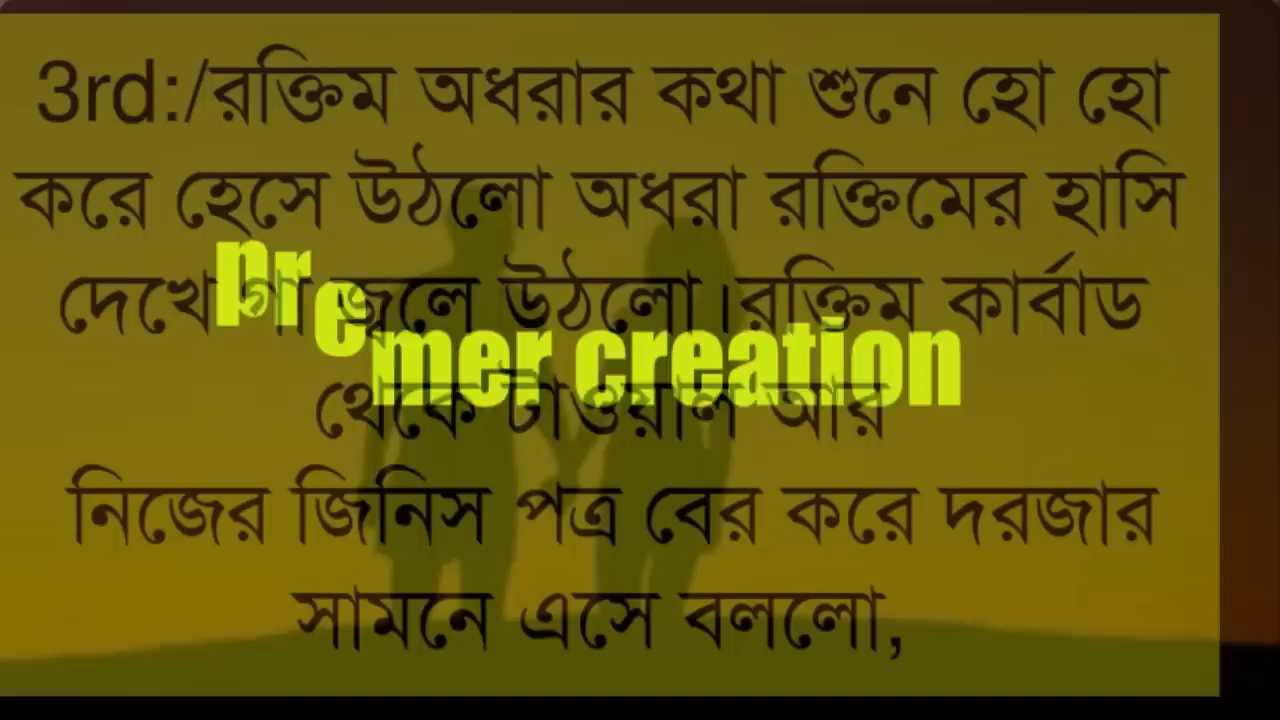 3rd:/রক্তিম অধরার কথা শুনে হো হো
করে হেসে উঠলো অধরা রক্তিমের হাসি
দেখে গা জ্বলে উঠলো।রক্তিম কার্বাড
থেকে টাওয়াল আর
নিজের জিনিস পত্র বের করে দরজার
সামনে এসে বললো,
premer creation